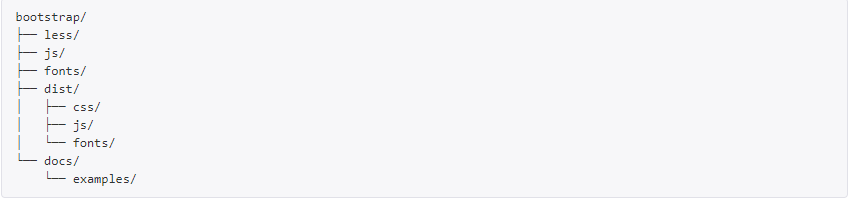 bootstrap/
├── less/
├── js/
├── fonts/
├── dist/
│   ├── css/
│   ├── js/
│   └── fonts/
└── docs/
    └── examples/